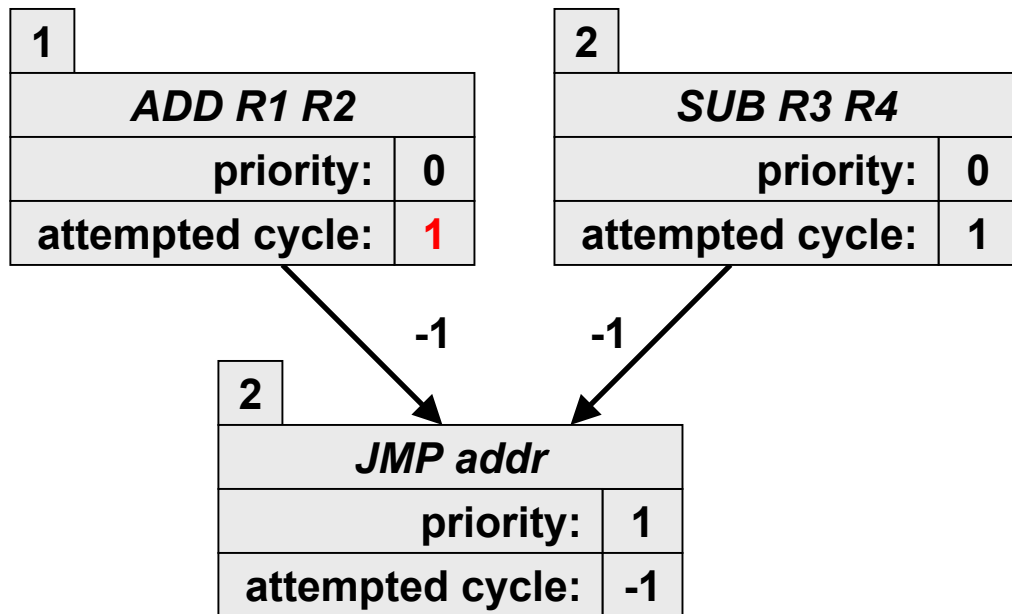 1
ADD R1 R2
priority: 0
attempted cycle: 1
2
SUB R3 R4
priority: 0
attempted cycle: 1
-1
-1
2
JMP addr
priority: 1
attempted cycle: -1